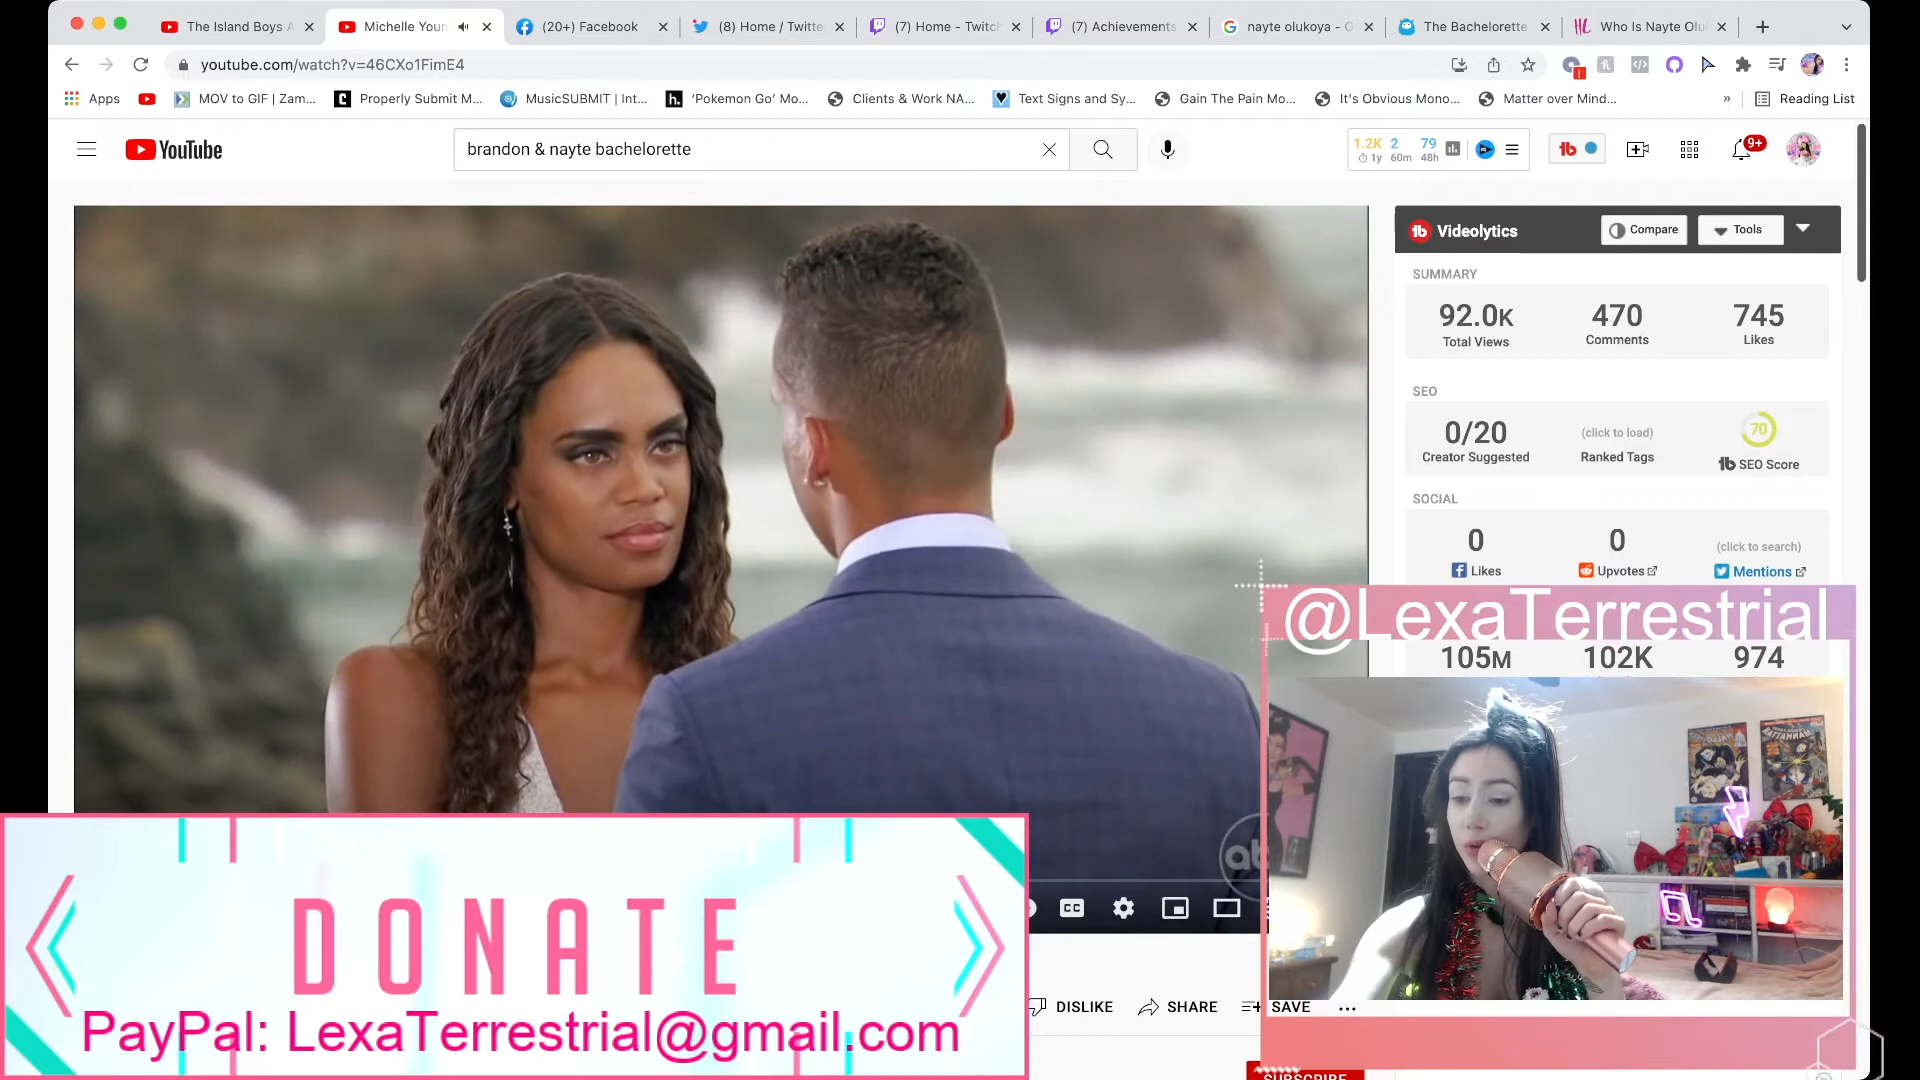 The Island Boys A
Michelle Youn
(20+) Facebook
(8) Home / Twitte
(7) Home - Twitch
(7) Achievements
nayte olukoya - G
The Bachelorette
Who Is Nayte Olu
youtube.com/watch?v=46CXo1FimE4
Apps
MOV to GIF | Zam...
Properly Submit M...
MusicSUBMIT | Int...
'Pokemon Go' Mo...
Clients & Work NA...
Text Signs and Sy...
Gain The Pain Mo...
It's Obvious Mono...
Matter over Mind...
»
Reading List
YouTube
brandon & nayte bachelorette
1.2K 2 79
1y 60m 48h
9+
Videolytics
Compare
Tools
SUMMARY
92.0K 470 745
Total Views Comments Likes
SEO
0/20 (click to load) 70
Creator Suggested Ranked Tags SEO Score
SOCIAL
0 0 (click to search)
Likes Upvotes Mentions
@LexaTerrestrial
105M 102K 974
ab
CC
DONATE
PayPal: LexaTerrestrial@gmail.com
DISLIKE SHARE SAVE ...
SUBSCRIBE